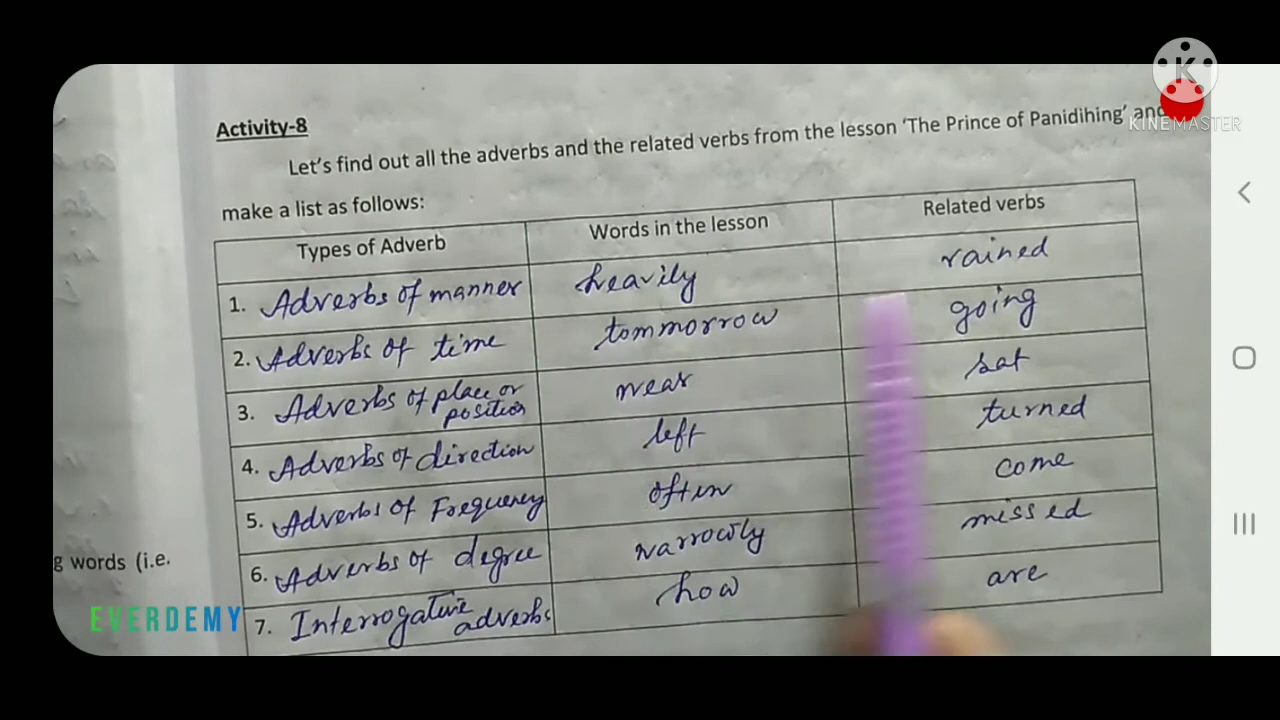 KINEMASTER
Activity-8
Let's find out all the adverbs and the related verbs from the lesson 'The Prince of Panidihing' and
make a list as follows:
Types of Adverb Words in the lesson Related verbs
1. Adverbs of manner heavily rained
2. Adverbs of time tommorrow going
3. Adverbs of place or position near sat
4. Adverbs of direction left turned
5. Adverbs of Frequency often come
6. Adverbs of degree narrowly missed
7. Interrogative adverbs how are
g words (i.e.
EVERDEMY